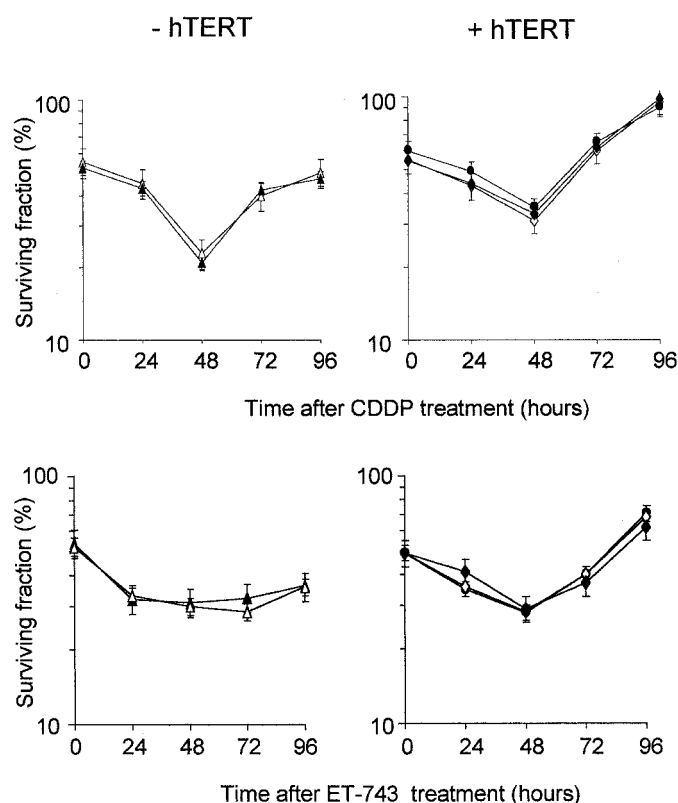 - hTERT
+ hTERT
Surviving fraction (%)
100
10
0 24 48 72 96
100
10
0 24 48 72 96
Time after CDDP treatment (hours)
Surviving fraction (%)
100
10
0 24 48 72 96
100
10
0 24 48 72 96
Time after ET-743 treatment (hours)